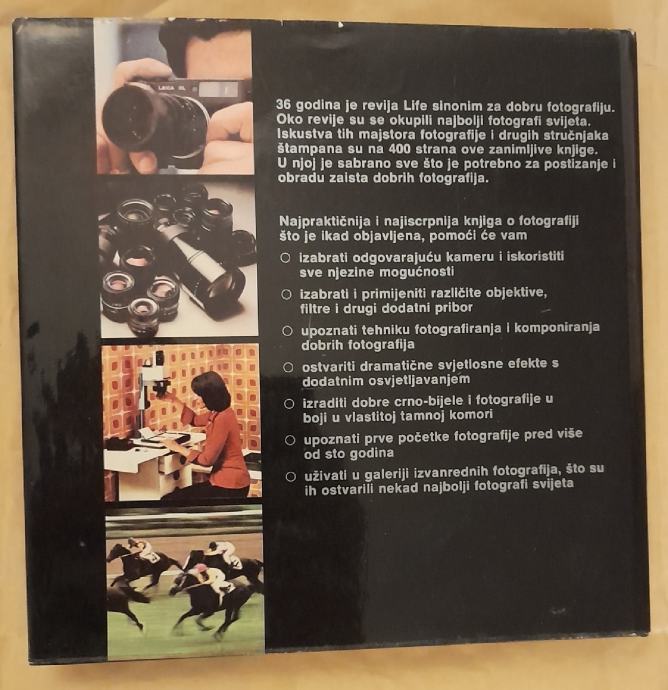 LEICA
36 godina je revija Life sinonim za dobru fotografiju.
Oko revije su se okupili najbolji fotografi svijeta.
Iskustva tih majstora fotografije i drugih stručnjaka
štampana su na 400 strana ove zanimljive knjige.
U njoj je sabrano sve što je potrebno za postizanje i
obradu zaista dobrih fotografija.
Najpraktičnija i najiscrpnija knjiga o fotografiji
što je ikad objavljena, pomoći će vam
izabrati odgovarajuću kameru i iskoristiti
sve njezine mogućnosti
izabrati i primijeniti različite objektive,
filtre i drugi dodatni pribor
upoznati tehniku fotografiranja i komponiranja
dobrih fotografija
ostvariti dramatične svjetlosne efekte s
dodatnim osvjetljavanjem
izraditi dobre crno-bijele i fotografije u
boji u vlastitoj tamnoj komori
upoznati prve početke fotografije pred više
od sto godina
uživati u galeriji izvanrednih fotografija, što su
ih ostvarili nekad najbolji fotografi svijeta